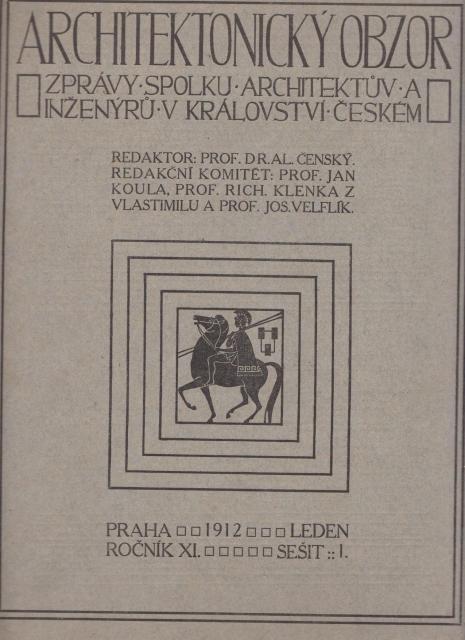 ARCHITEKTONICKÝ OBZOR
ZPRÁVY·SPOLKU·ARCHITEKTŮV·A
INŽENÝRŮ·V KRÁLOVSTVÍ·ČESKÉM
REDAKTOR: PROF. DR. AL. ČENSKÝ.
REDAKČNÍ KOMITÉT: PROF. JAN
KOULA, PROF. RICH. KLENKA Z
VLASTIMILU A PROF. JOS. VELFLÍK.
PRAHA □□ 1912 □□□ LEDEN
ROČNÍK XI. □□□□□ SEŠIT :: I.